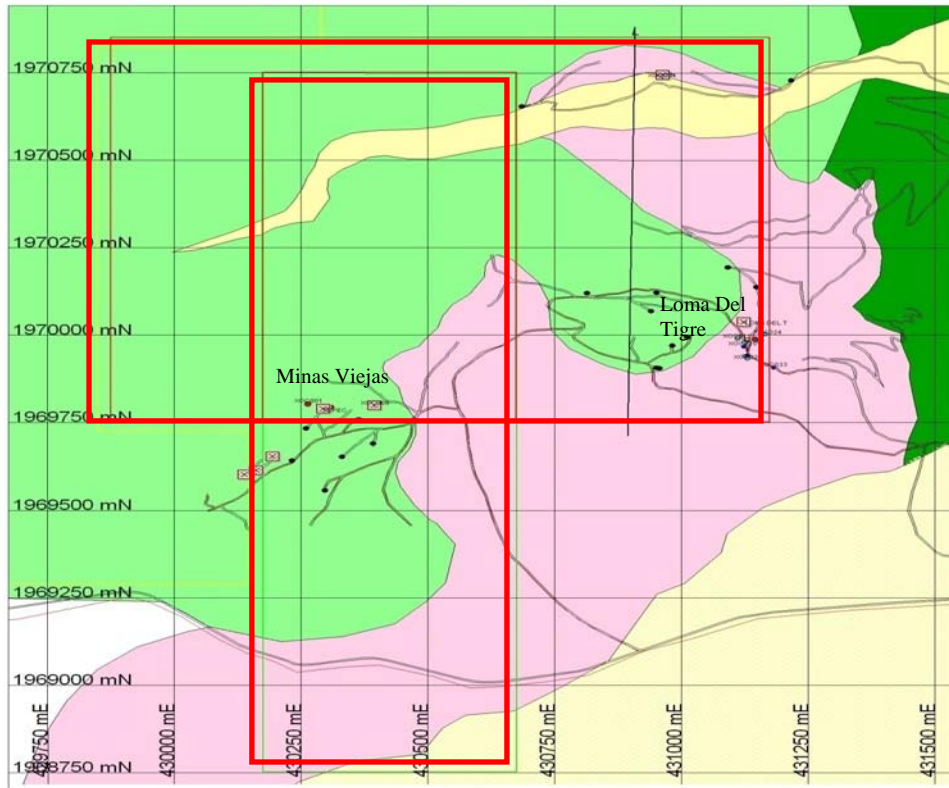 1970750 mN
1970500 mN
1970250 mN
1970000 mN
1969750 mN
1969500 mN
1969250 mN
1969000 mN
1968750 mN
Loma Del
Tigre
Minas Viejas
429750 mE
430000 mE
430250 mE
430500 mE
430750 mE
431000 mE
431250 mE
431500 mE